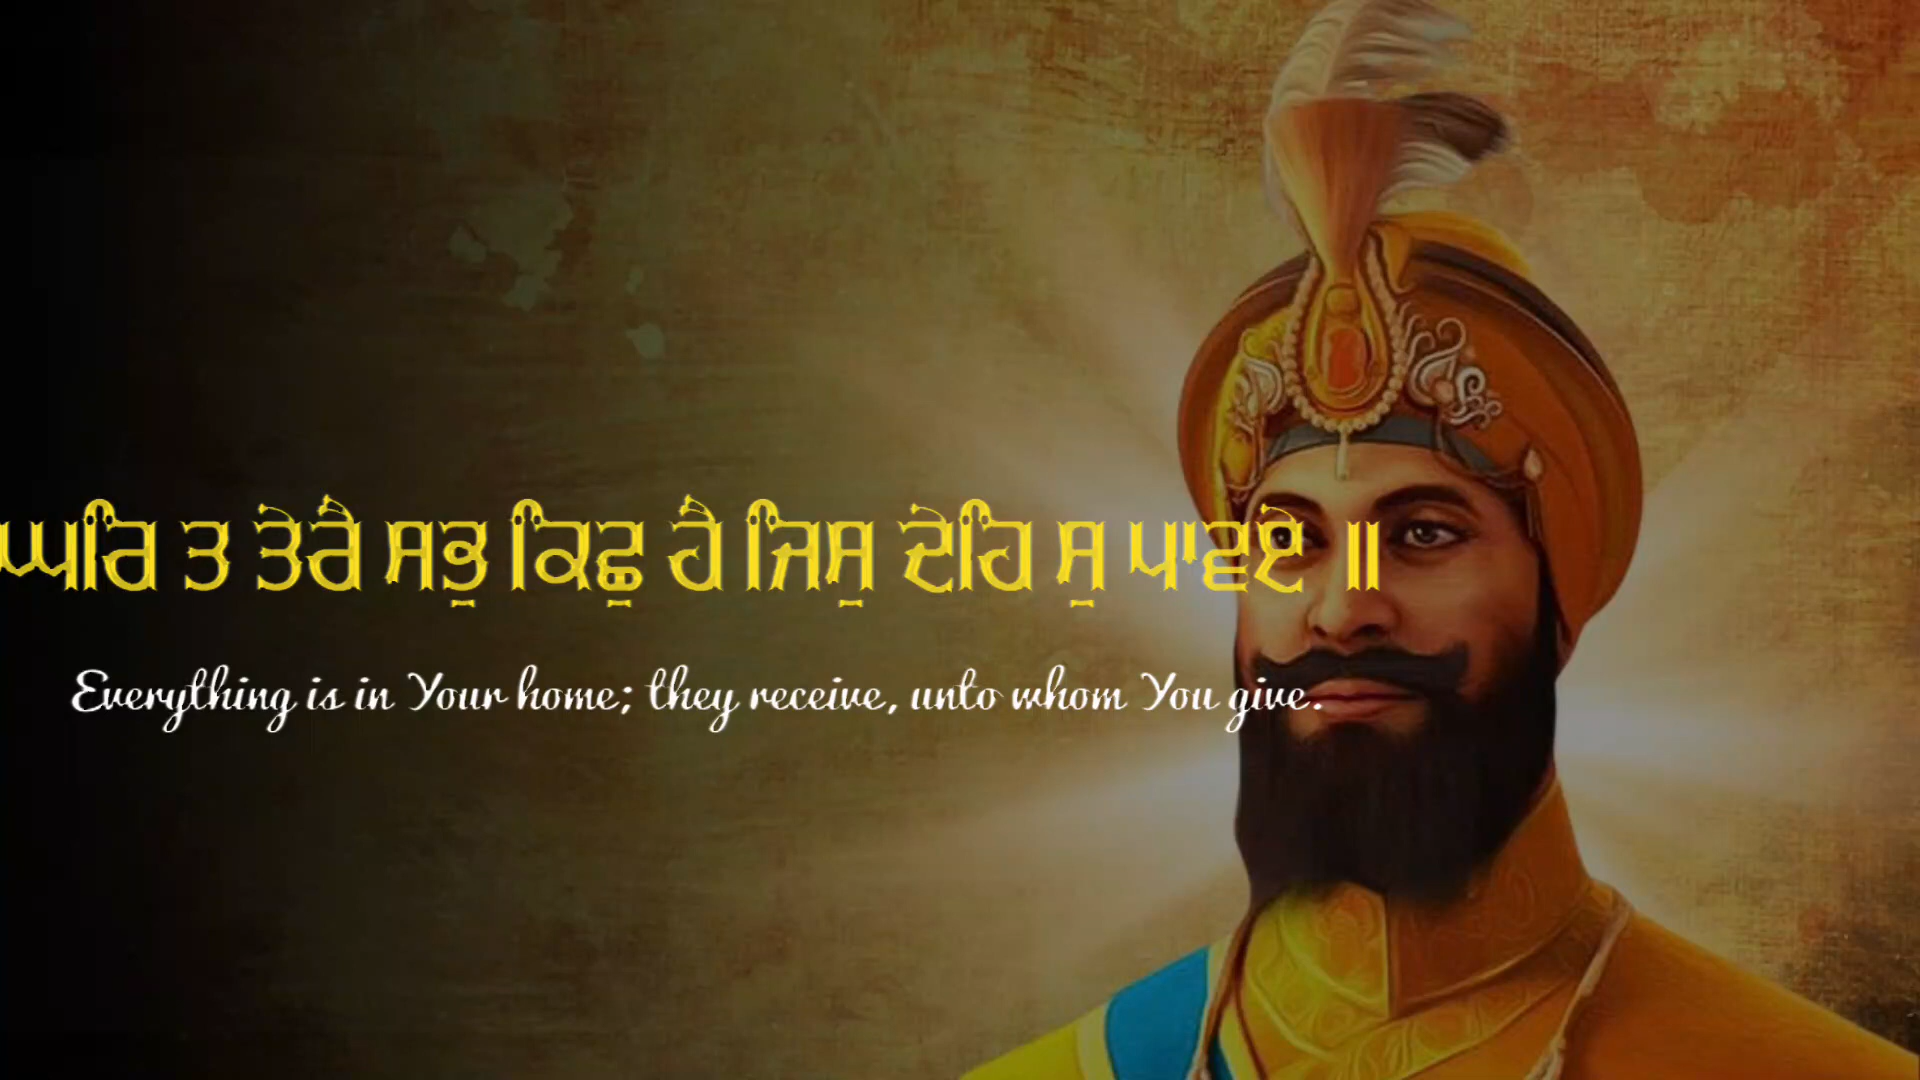 ਘਰਿ ਤ ਤੇਰੈ ਸਭੁ ਕਿਛੁ ਹੈ ਜਿਸੁ ਦੇਹਿ ਸੁ ਪਾਵਏ ॥
Everything is in Your home; they receive, unto whom You give.